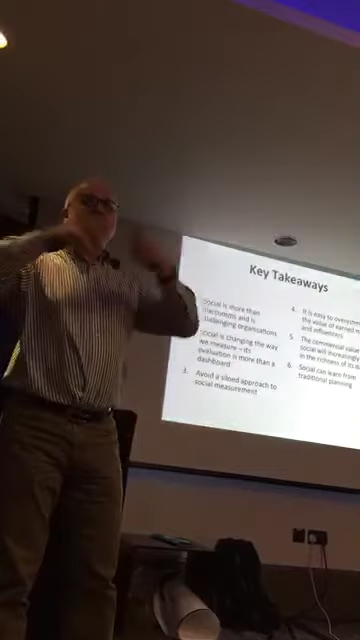 Key Takeaways
Social is more than
and is
challenging organisations
Social is changing the way
we measure – its
evaluation is more than a
dashboard
3. Avoid a siloed approach to
social measurement
4. It is easy to
the value of earned
and influencers
5. The commercial value
social will increasingly
in the richness of its
6. Social can learn from
traditional planning